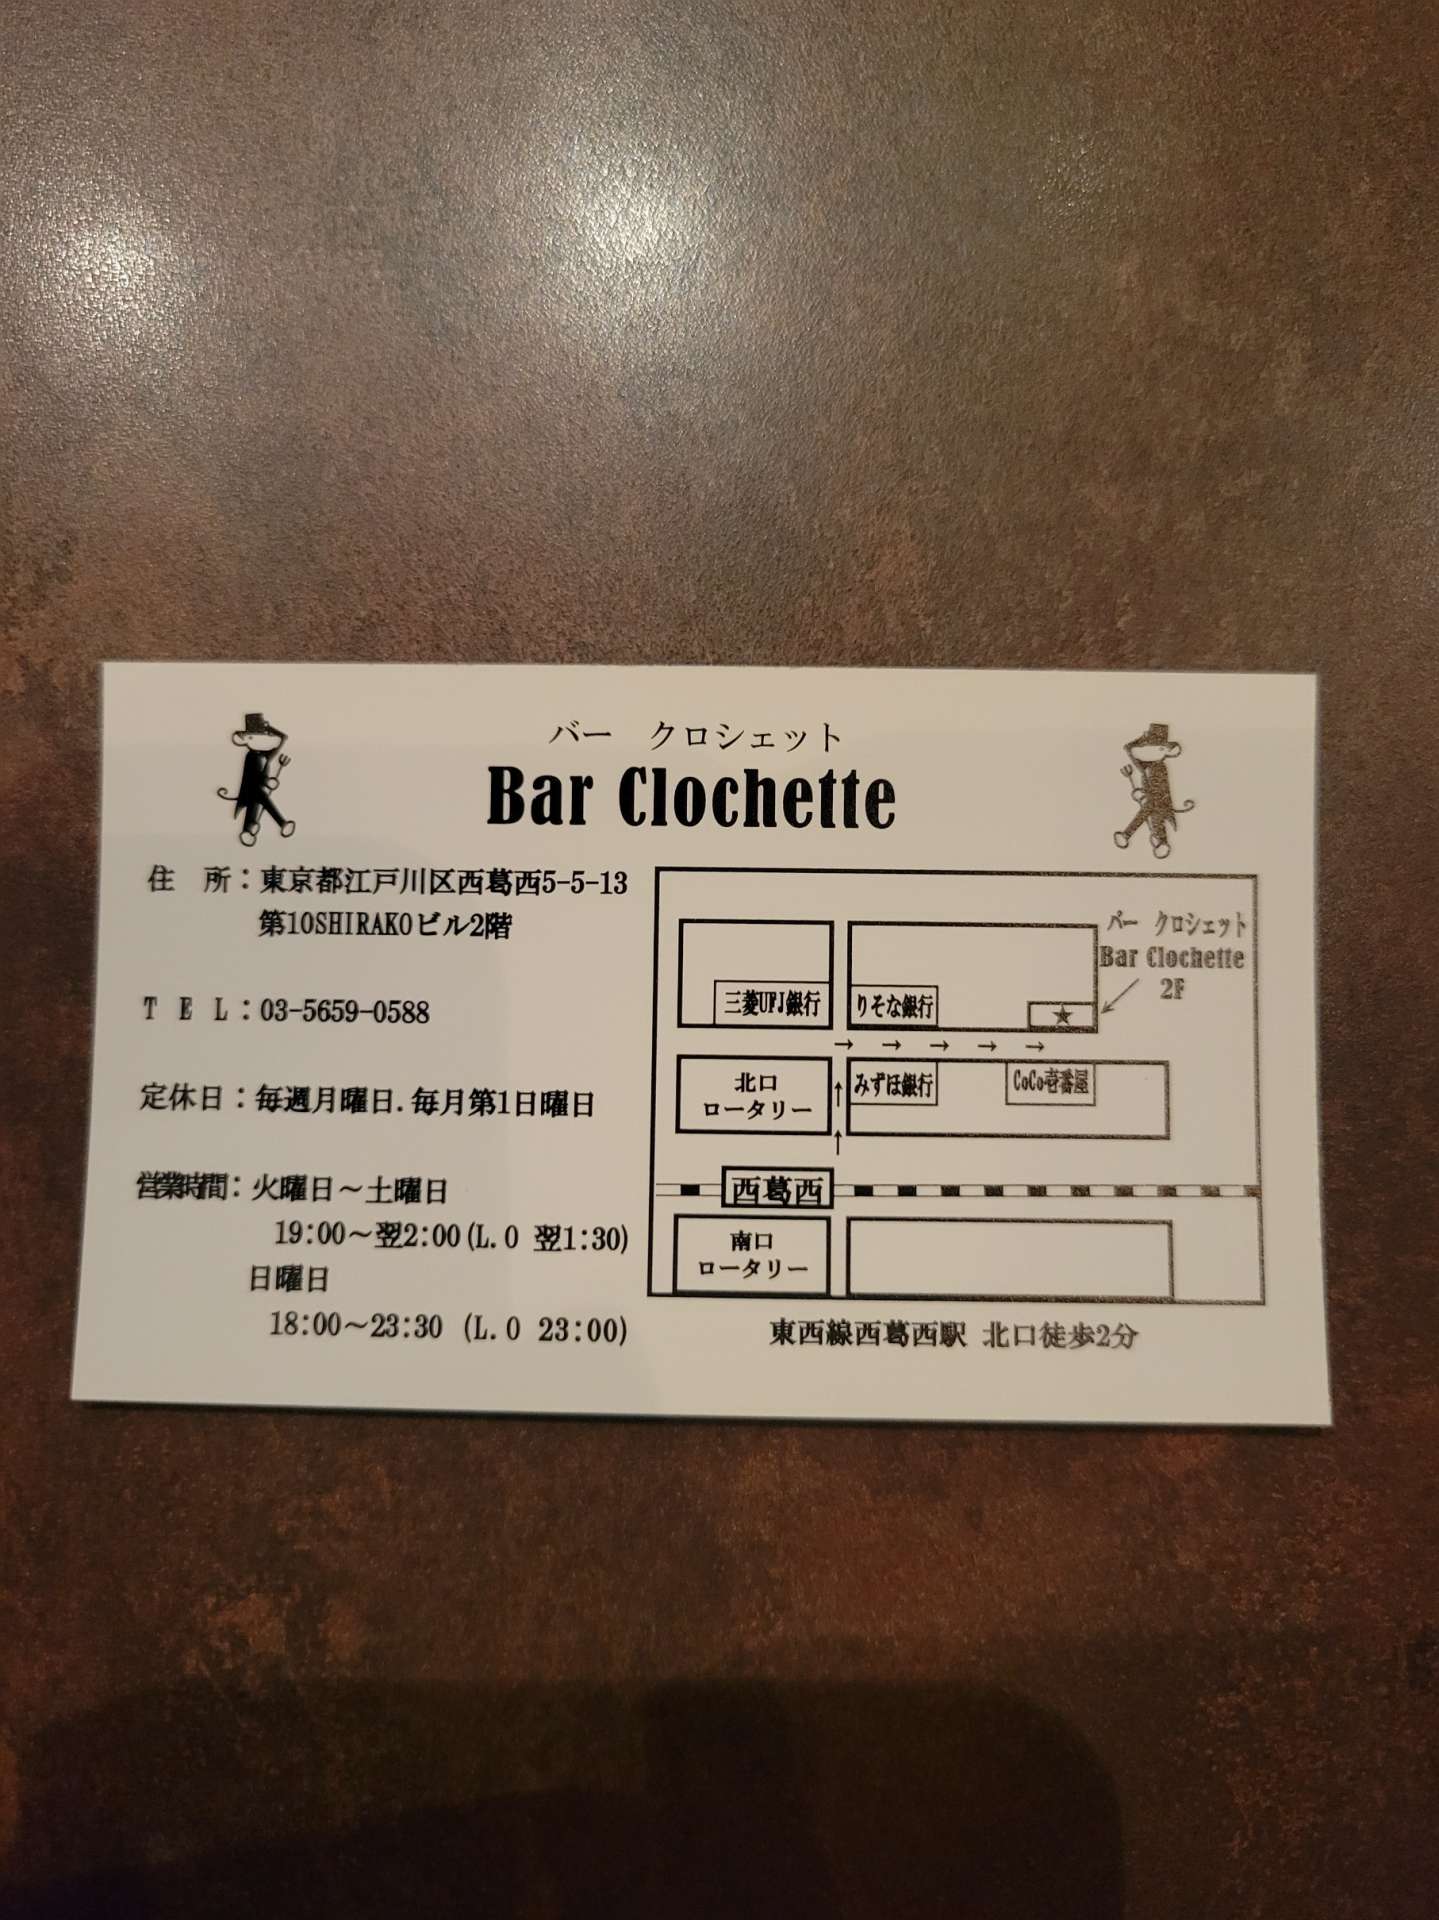 バー　クロシェット
Bar Clochette
住　所：東京都江戸川区西葛西5-5-13
第10SHIRAKOビル2階
ＴＥＬ：03-5659-0588
定休日：毎週月曜日.毎月第1日曜日
営業時間：火曜日～土曜日
19:00～翌2:00(L.O 翌1:30)
日曜日
18:00～23:30 (L.O 23:00)
バー　クロシェット
Bar Clochette
2F
三菱UFJ銀行
りそな銀行
★
→ → → → →
北口
ロータリー
↑
↑
みずほ銀行
CoCo壱番屋
西葛西
南口
ロータリー
東西線西葛西駅 北口徒歩2分